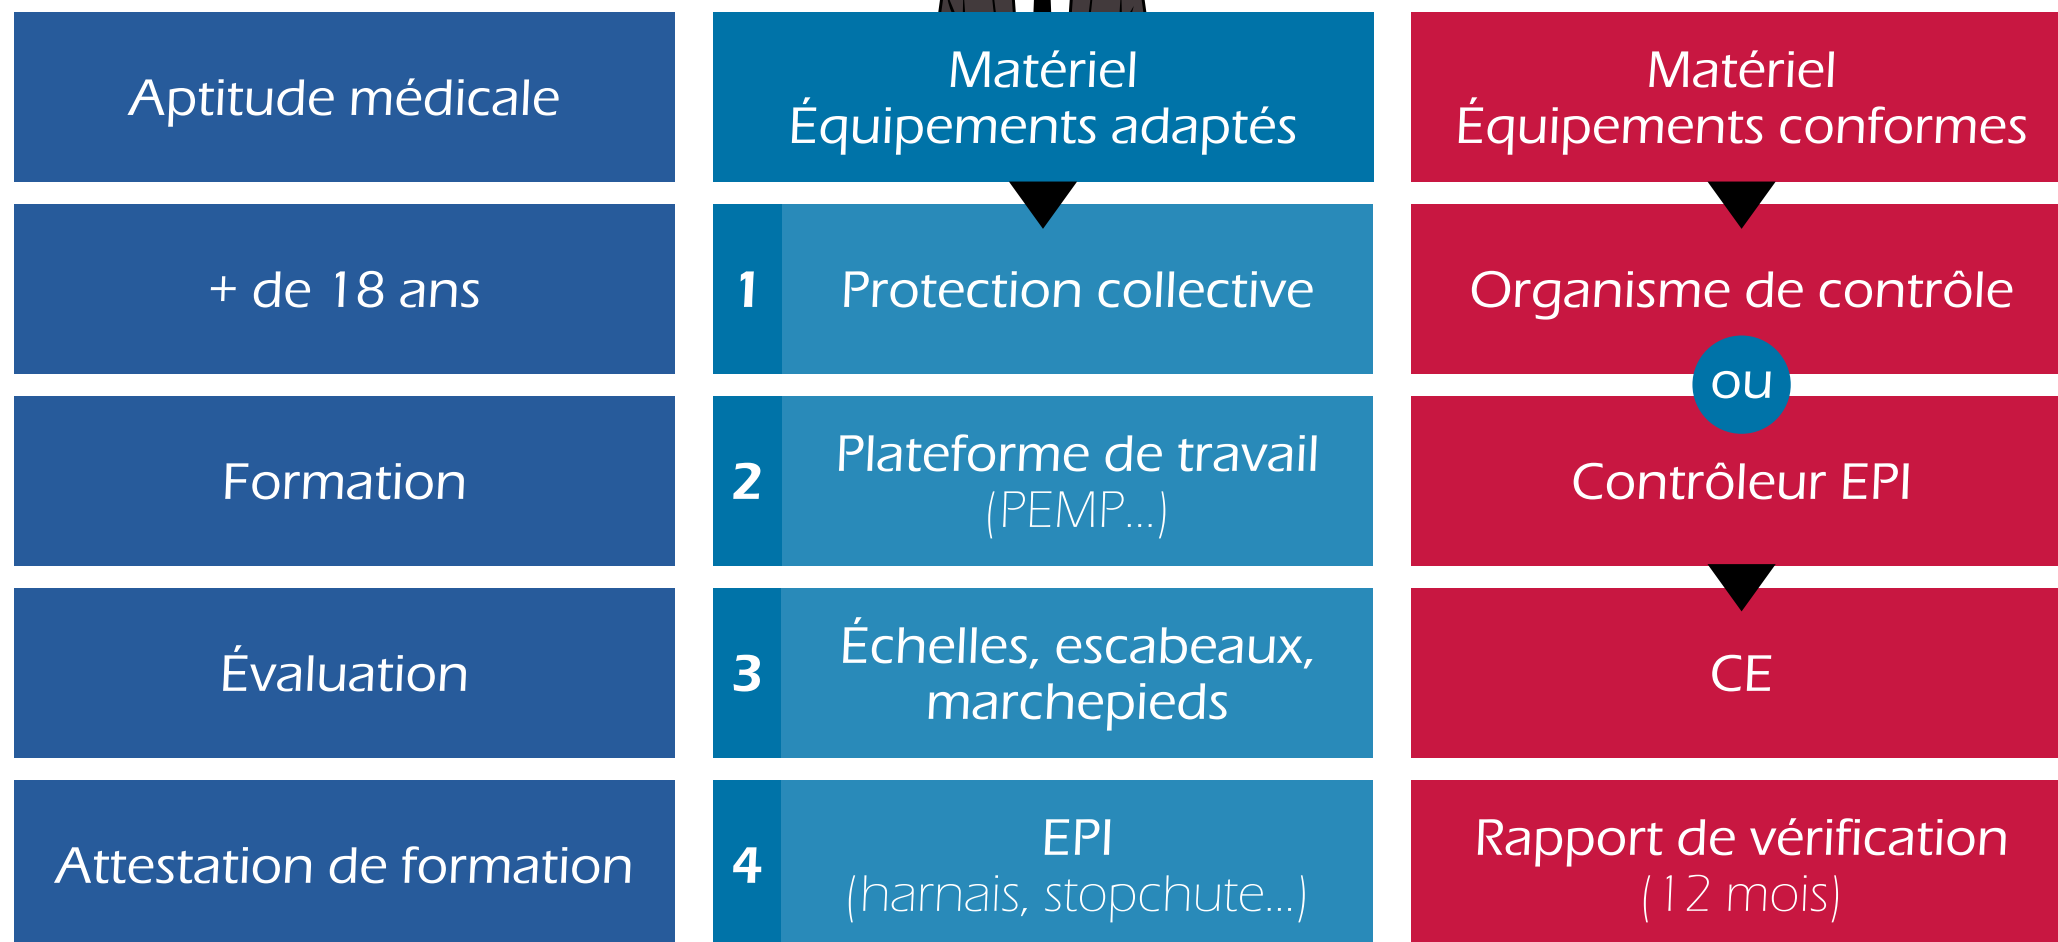 Aptitude médicale
+ de 18 ans
Formation
Évaluation
Attestation de formation
Matériel
Équipements adaptés
1
Protection collective
2
Plateforme de travail
(PEMP...)
3
Échelles, escabeaux,
marchepieds
4
EPI
(harnais, stopchute...)
Matériel
Équipements conformes
Organisme de contrôle
ou
Contrôleur EPI
CE
Rapport de vérification
(12 mois)